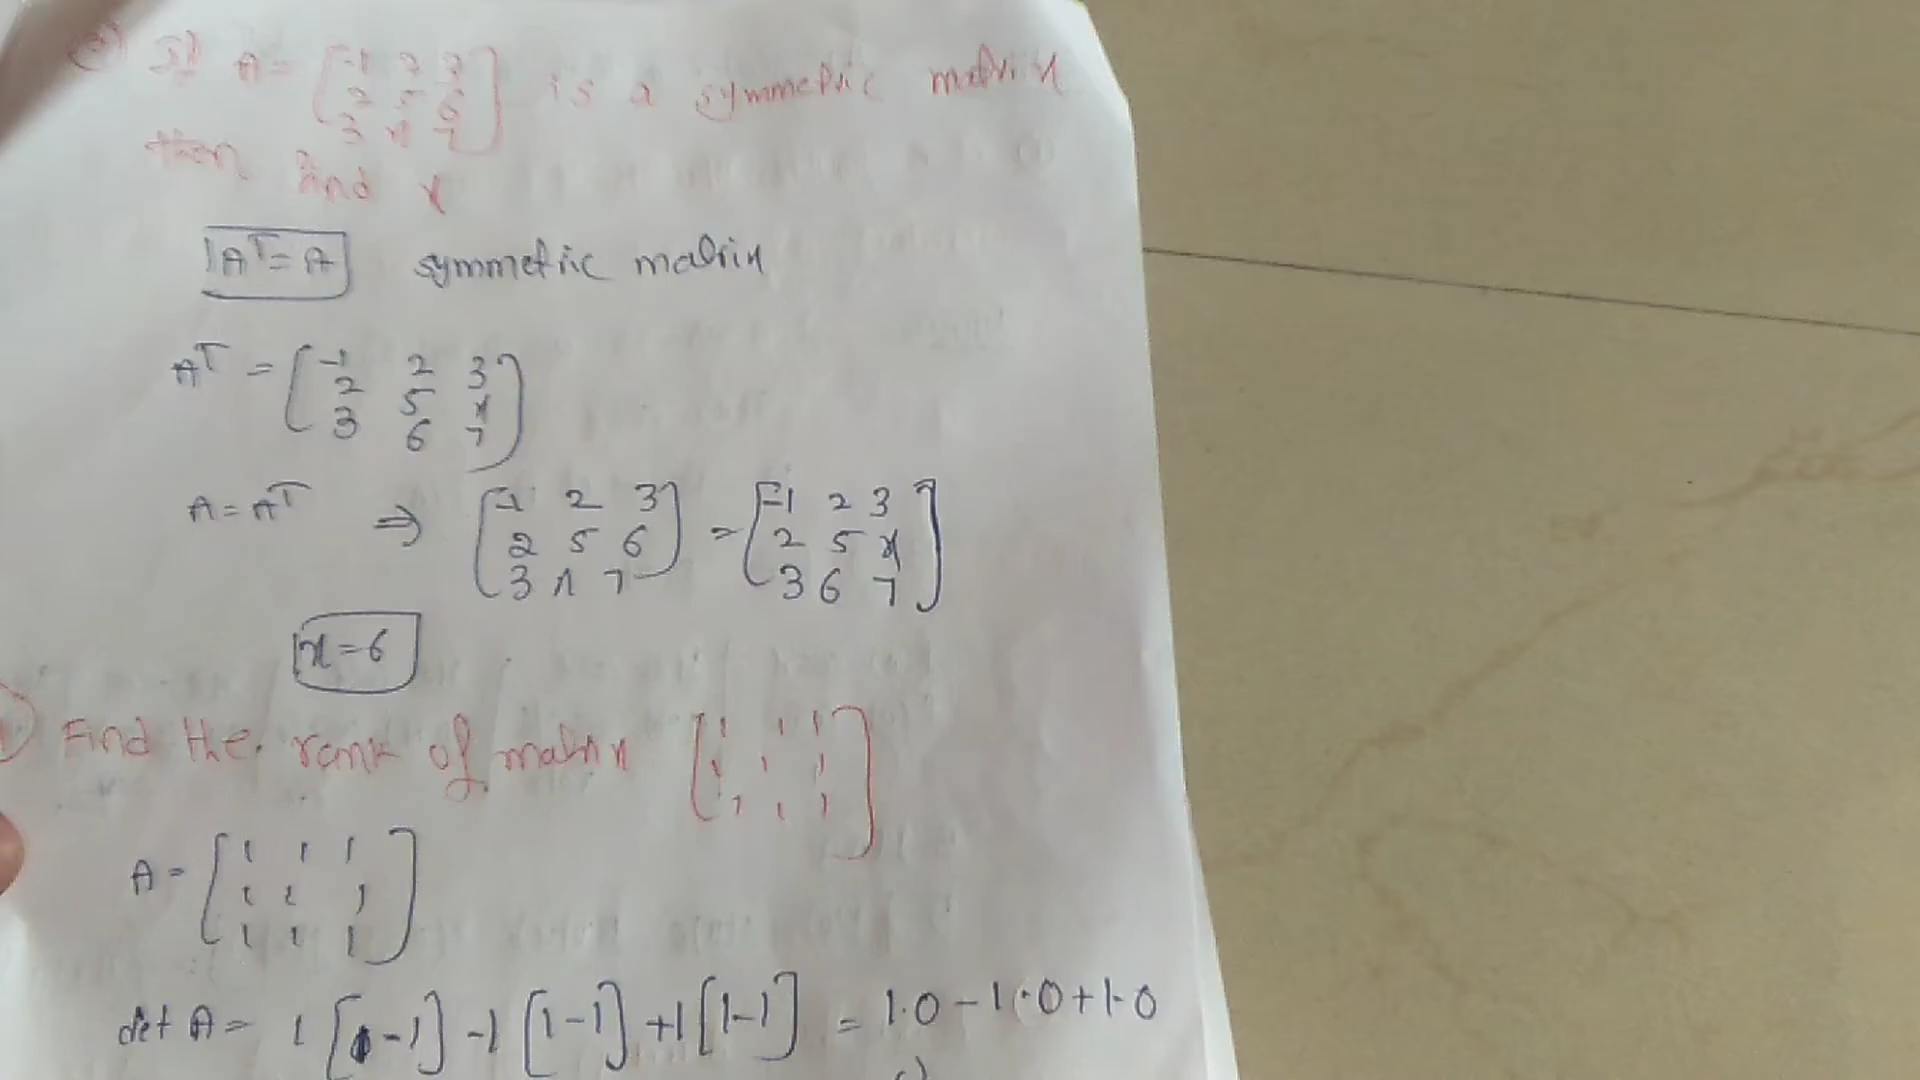 If A = [-1 2 3
2 5 6
3 x 7] is a symmetric matrix
then find x
A^T = A symmetric matrix
A^T = [-1 2 3
2 5 x
3 6 7]
A = A^T ⇒ [-1 2 3
2 5 6
3 x 7] = [-1 2 3
2 5 x
3 6 7]
x = 6
Find the rank of matrix [1 1 1
1 1 1
1 1 1]
A = [1 1 1
1 1 1
1 1 1]
det A = 1[1-1] -1[1-1] +1[1-1] = 1.0 - 1.0 + 1.0